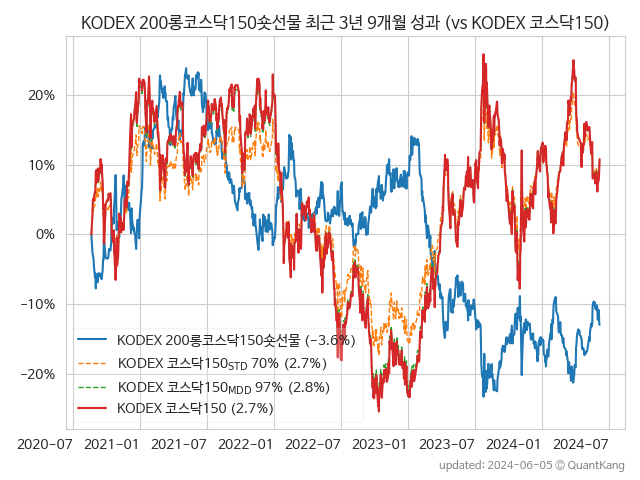 KODEX 200롱코스닥150숏선물 최근 3년 9개월 성과 (vs KODEX 코스닥150)
20%
10%
0%
−10%
−20%
KODEX 200롱코스닥150숏선물 (−3.6%)
KODEX 코스닥150STD 70% (2.7%)
KODEX 코스닥150MDD 97% (2.8%)
KODEX 코스닥150 (2.7%)
2020-07 2021-01 2021-07 2022-01 2022-07 2023-01 2023-07 2024-01 2024-07
updated: 2024-06-05 ⓒ QuantKang